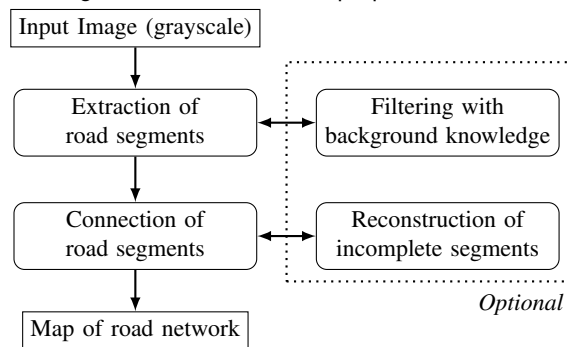 Input Image (grayscale)
Extraction of
road segments
Filtering with
background knowledge
Connection of
road segments
Reconstruction of
incomplete segments
Optional
Map of road network